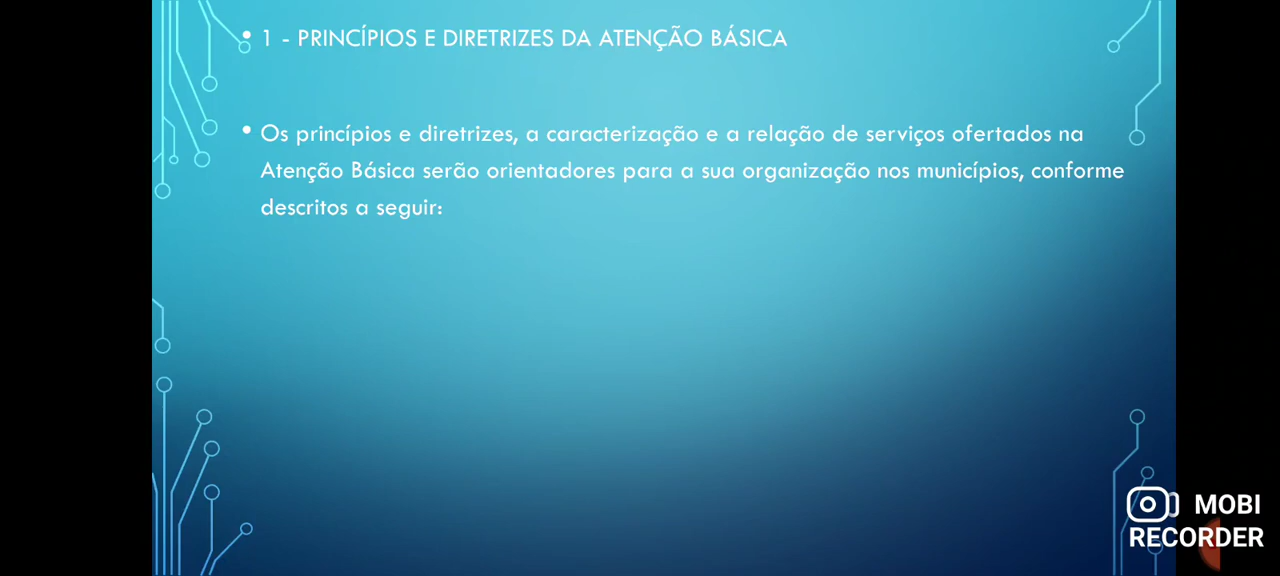 • 1 - PRINCÍPIOS E DIRETRIZES DA ATENÇÃO BÁSICA
• Os princípios e diretrizes, a caracterização e a relação de serviços ofertados na
Atenção Básica serão orientadores para a sua organização nos municípios, conforme
descritos a seguir:
MOBI
RECORDER